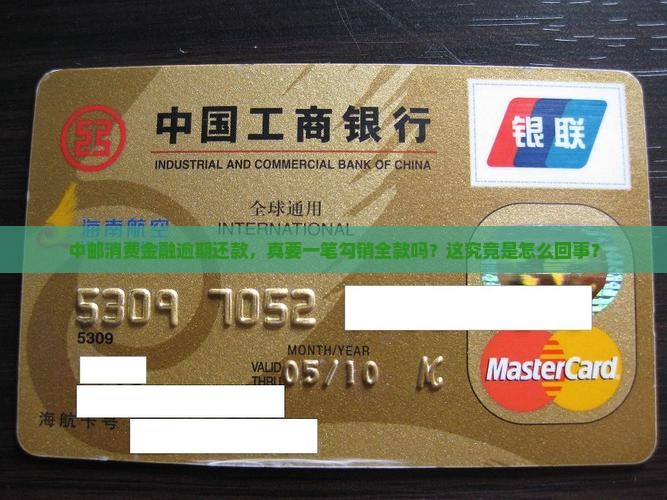 中国工商银行
INDUSTRIAL AND COMMERCIAL BANK OF CHINA
银联
全球通用
海南航空 INTERNATIONAL
中邮消费金融逾期还款，真要一笔勾销全款吗？这究竟是怎么回事？
5309 7052
5309
MONTH/YEAR
VALID THRU 05/10
MasterCard
海航卡号